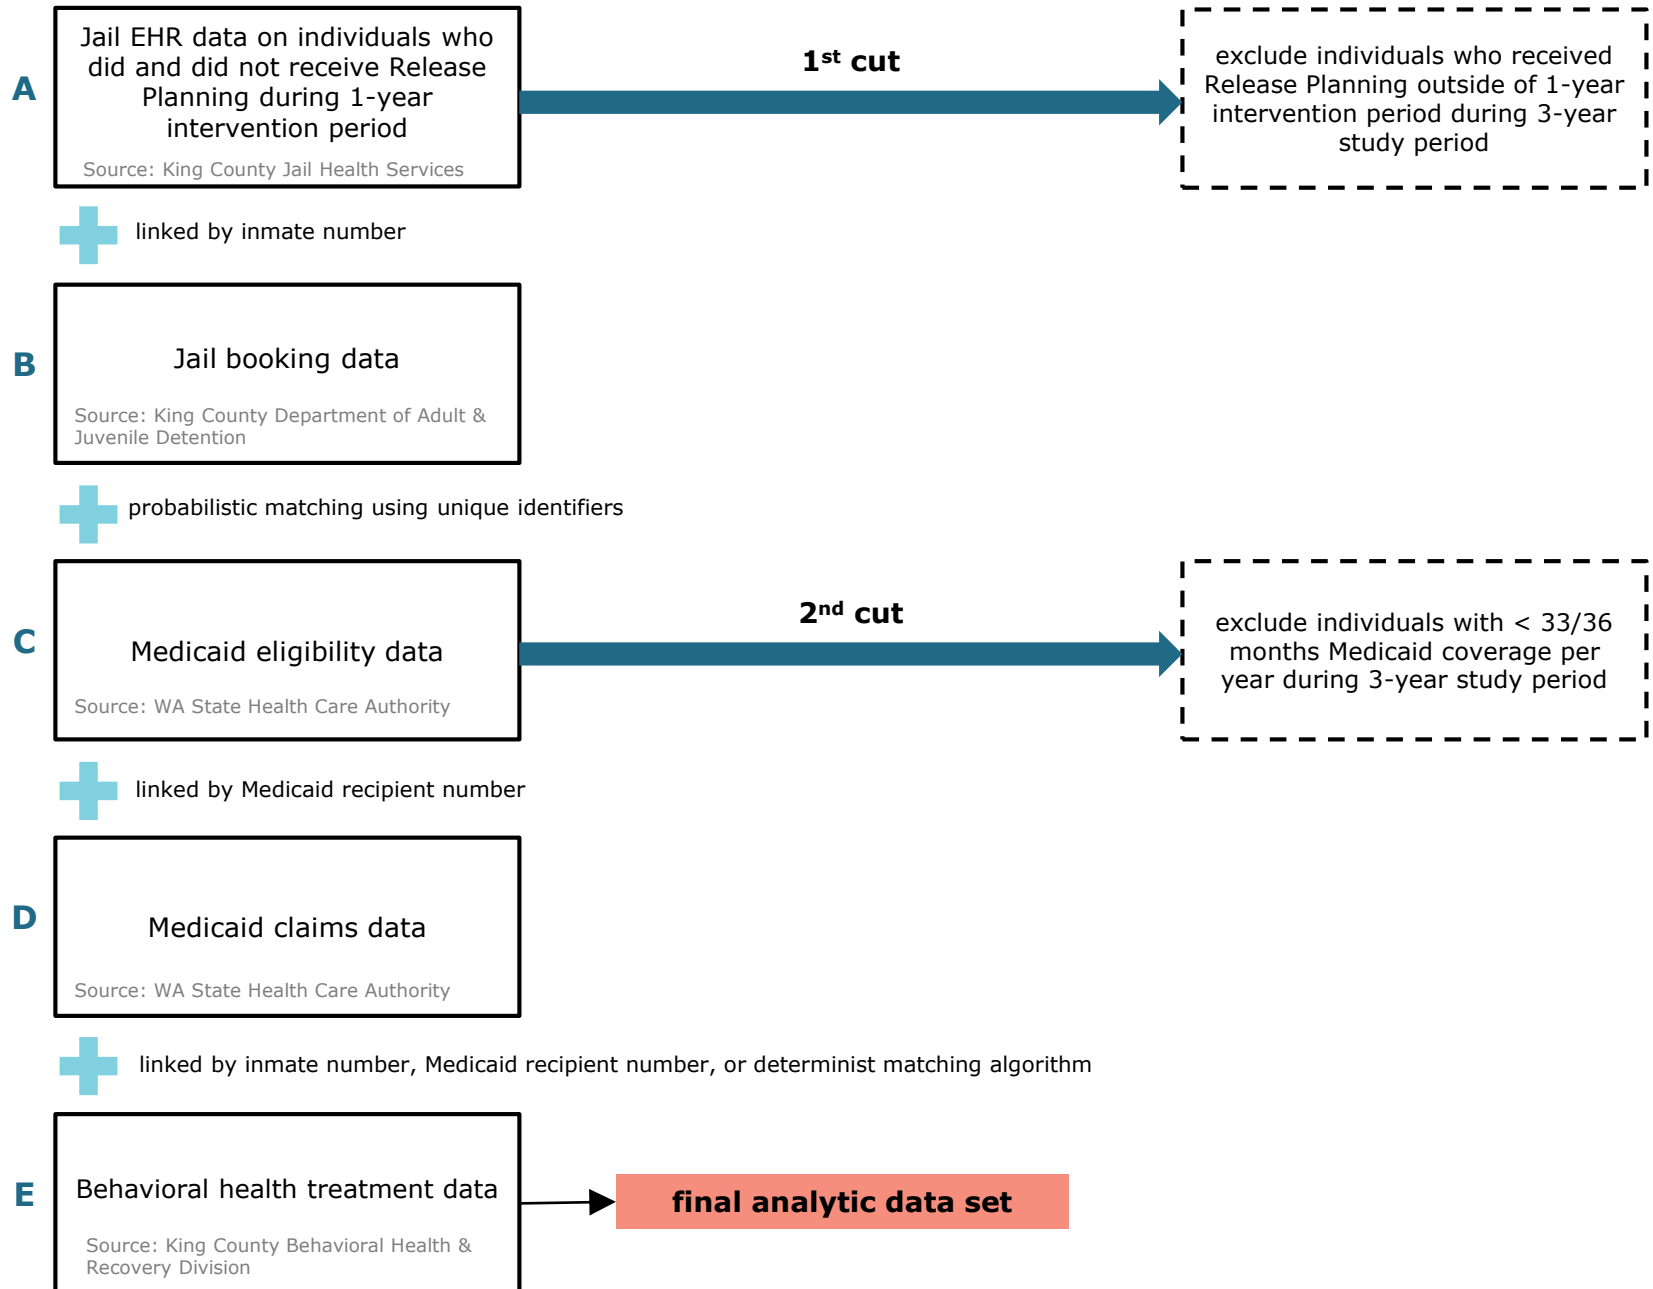 A
Jail EHR data on individuals who
did and did not receive Release
Planning during 1-year
intervention period
Source: King County Jail Health Services
1st cut
exclude individuals who received
Release Planning outside of 1-year
intervention period during 3-year
study period
linked by inmate number
B
Jail booking data
Source: King County Department of Adult &
Juvenile Detention
probabilistic matching using unique identifiers
C
Medicaid eligibility data
Source: WA State Health Care Authority
2nd cut
exclude individuals with < 33/36
months Medicaid coverage per
year during 3-year study period
linked by Medicaid recipient number
D
Medicaid claims data
Source: WA State Health Care Authority
linked by inmate number, Medicaid recipient number, or determinist matching algorithm
E
Behavioral health treatment data
Source: King County Behavioral Health &
Recovery Division
final analytic data set